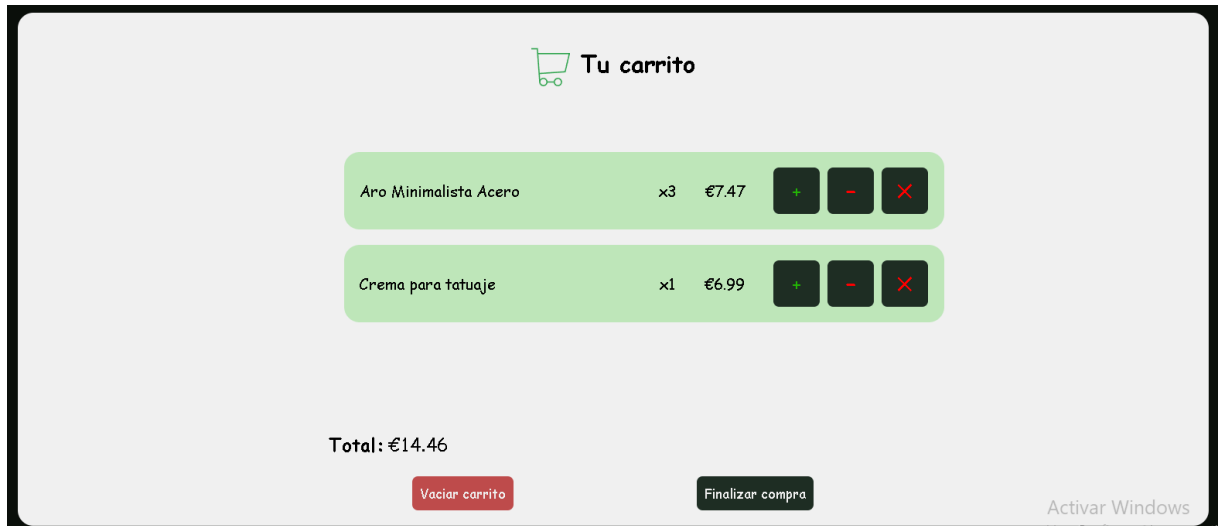 Tu carrito
Aro Minimalista Acero x3 €7.47 + - ×
Crema para tatuaje x1 €6.99 + - ×
Total: €14.46
Vaciar carrito Finalizar compra
Activar Windows